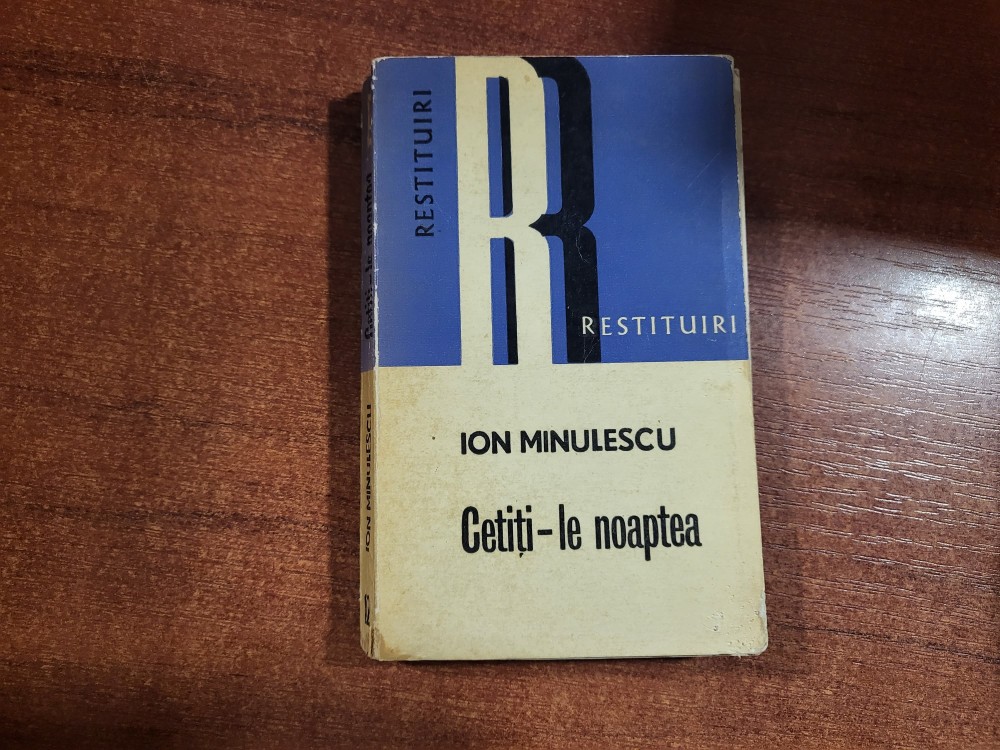 RESTITUIRI
R
RESTITUIRI
ION MINULESCU
Cetiți-le noaptea
ION MINULESCU Cetiți-le noaptea